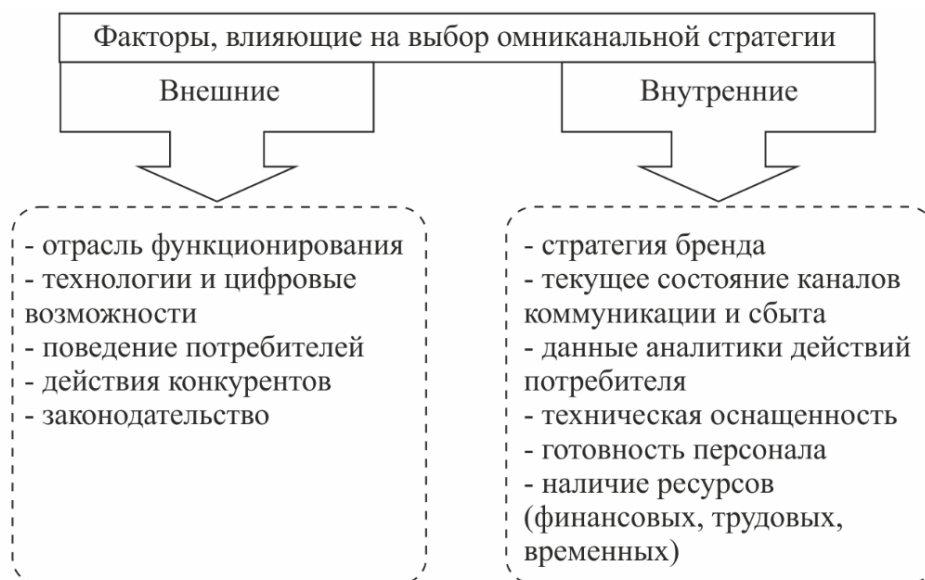 Факторы, влияющие на выбор омниканальной стратегии
Внешние
- отрасль функционирования
- технологии и цифровые
возможности
- поведение потребителей
- действия конкурентов
- законодательство
Внутренние
- стратегия бренда
- текущее состояние каналов
коммуникации и сбыта
- данные аналитики действий
потребителя
- техническая оснащенность
- готовность персонала
- наличие ресурсов
(финансовых, трудовых,
временных)